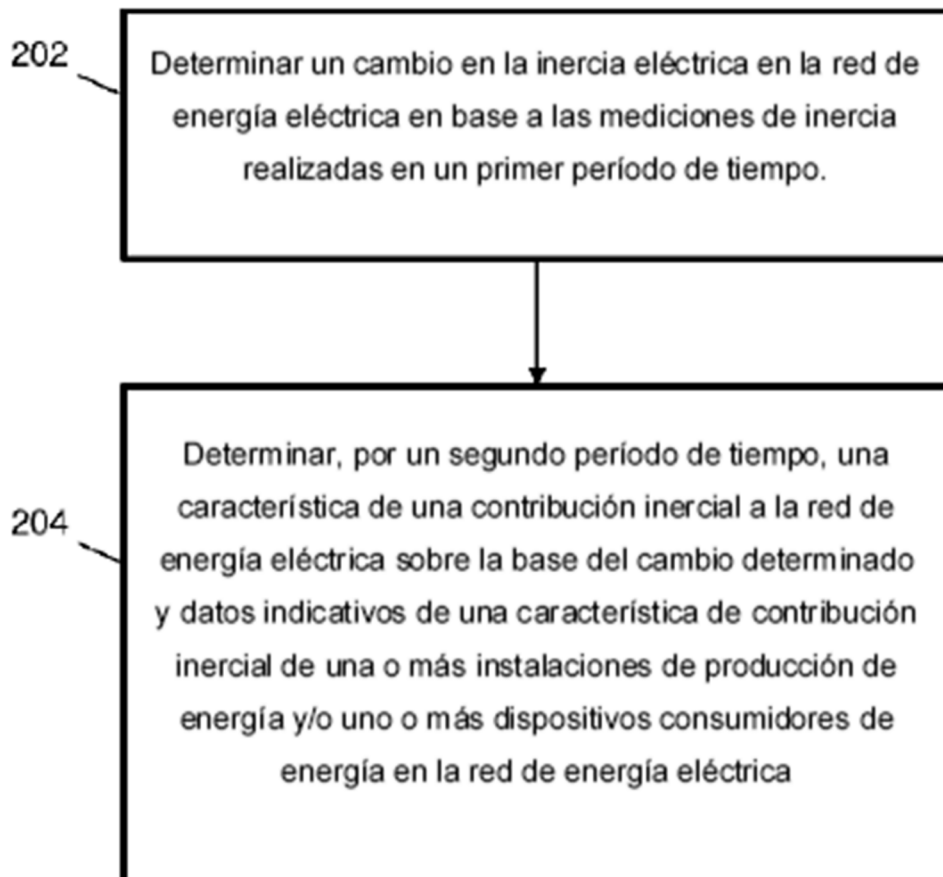 202
Determinar un cambio en la inercia eléctrica en la red de
energía eléctrica en base a las mediciones de inercia
realizadas en un primer período de tiempo.
204
Determinar, por un segundo período de tiempo, una
característica de una contribución inercial a la red de
energía eléctrica sobre la base del cambio determinado
y datos indicativos de una característica de contribución
inercial de una o más instalaciones de producción de
energía y/o uno o más dispositivos consumidores de
energía en la red de energía eléctrica